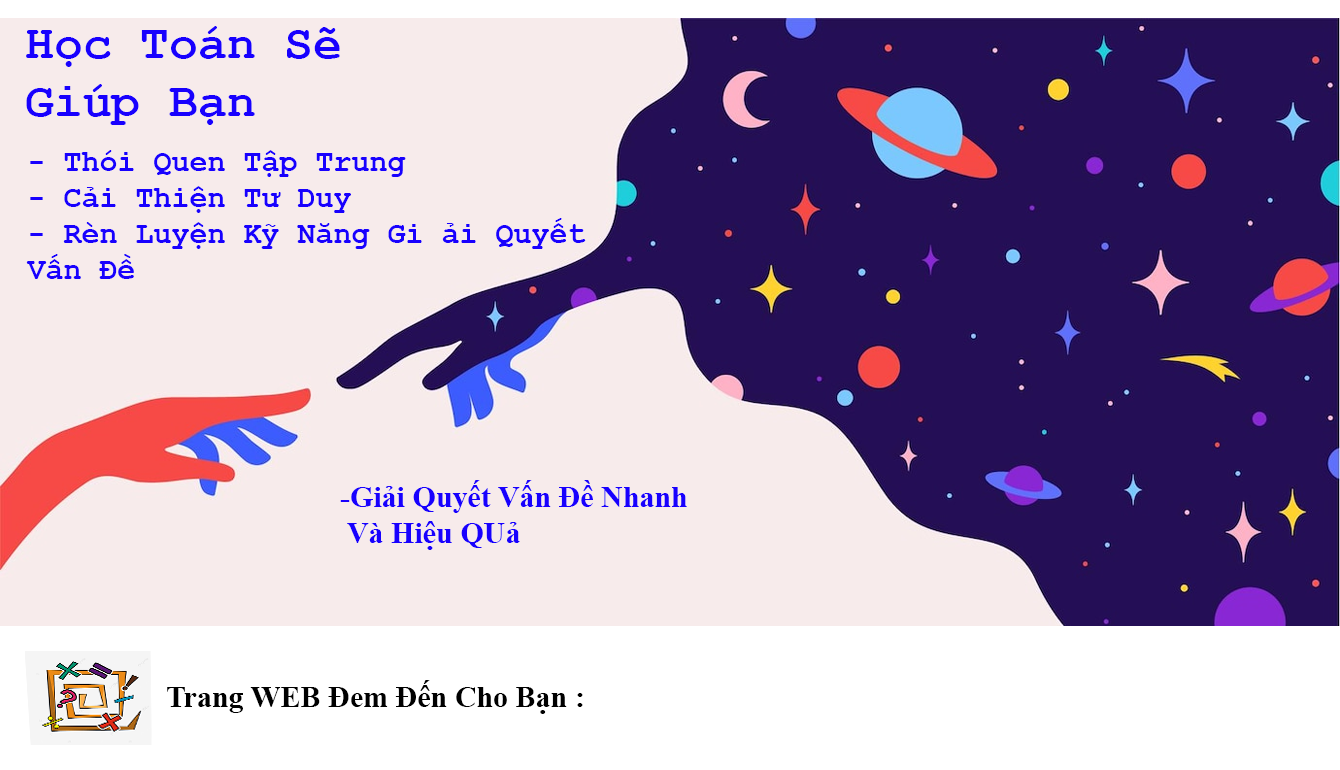 Học Toán Sẽ
Giúp Bạn
- Thói Quen Tập Trung
- Cải Thiện Tư Duy
- Rèn Luyện Kỹ Năng Gi ải Quyết
Vấn Đề
-Giải Quyết Vấn Đề Nhanh
Và Hiệu QUả
Trang WEB Đem Đến Cho Bạn :